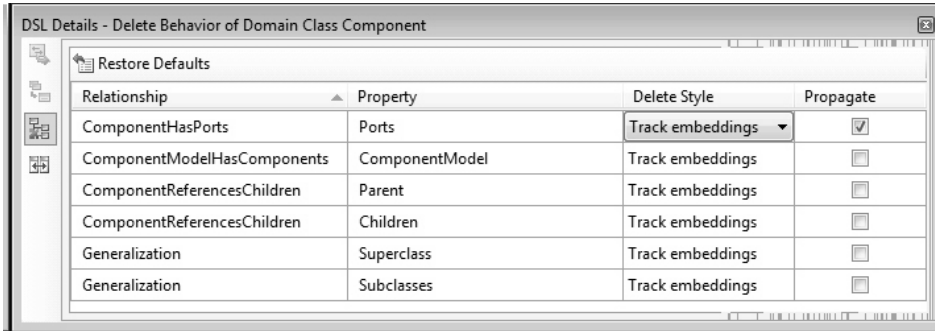 DSL Details - Delete Behavior of Domain Class Component
Restore Defaults
Relationship Property Delete Style Propagate
ComponentHasPorts Ports Track embeddings
ComponentModelHasComponents ComponentModel Track embeddings
ComponentReferencesChildren Parent Track embeddings
ComponentReferencesChildren Children Track embeddings
Generalization Superclass Track embeddings
Generalization Subclasses Track embeddings